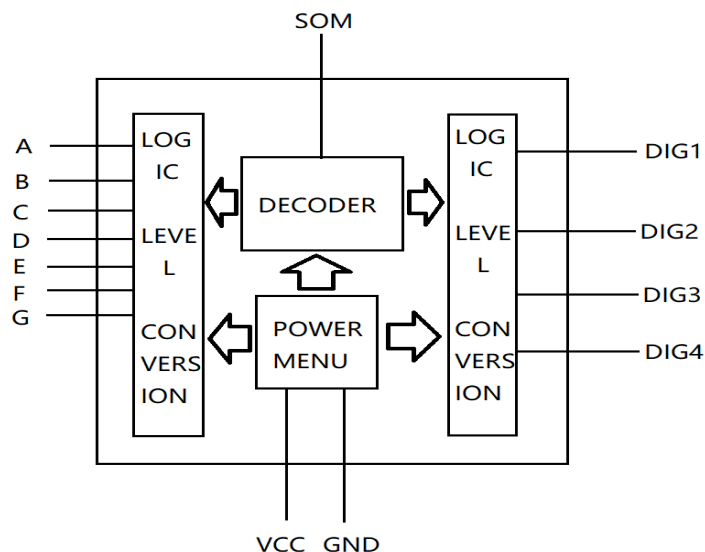 SOM
A
B
C
D
E
F
G
LOG
IC
LEVE
L
CON
VERS
ION
DECODER
POWER
MENU
LOG
IC
LEVE
L
CON
VERS
ION
DIG1
DIG2
DIG3
DIG4
VCC GND